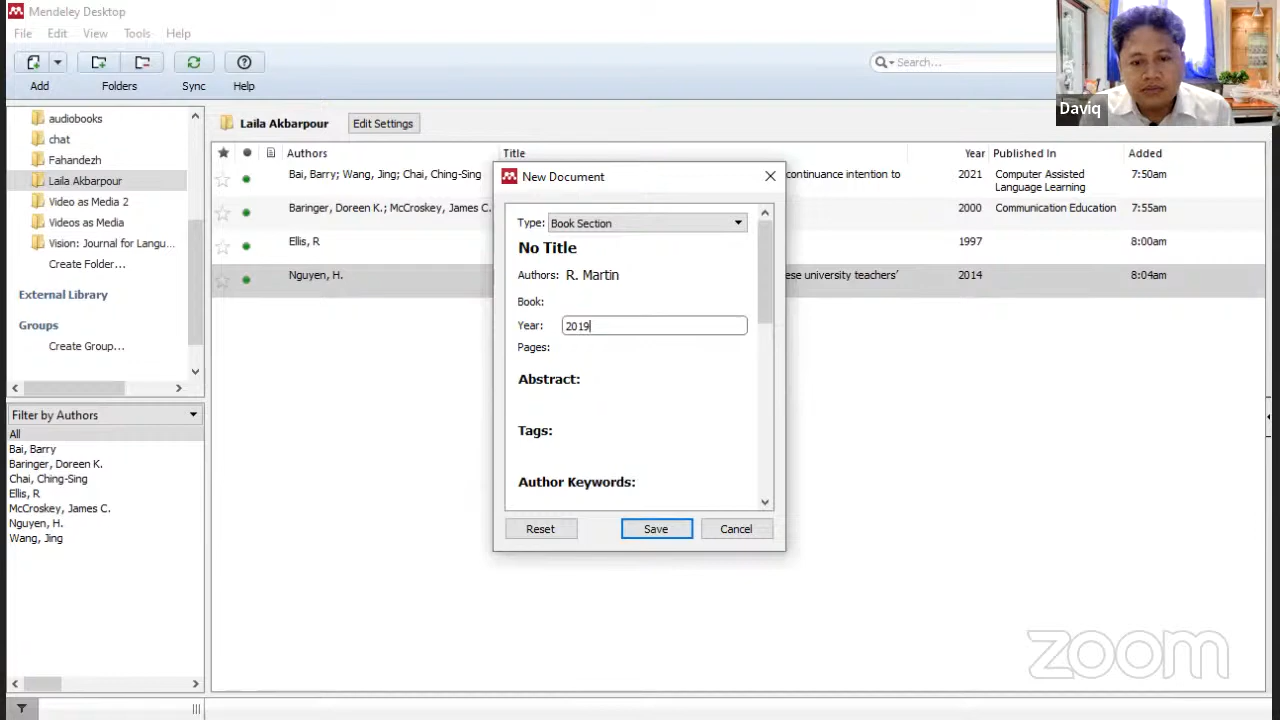 Mendeley Desktop
File Edit View Tools Help
Search...
Add Folders Sync Help
Daviq
audiobooks
chat
Fahandezh
Laila Akbarpour
Video as Media 2
Videos as Media
Vision: Journal for Langu...
Create Folder...
External Library
Groups
Create Group...
Filter by Authors
All
Bai, Barry
Baringer, Doreen K.
Chai, Ching-Sing
Ellis, R
McCroskey, James C.
Nguyen, H.
Wang, Jing
Laila Akbarpour Edit Settings
Authors Title Year Published In Added
Bai, Barry; Wang, Jing; Chai, Ching-Sing continuance intention to 2021 Computer Assisted 7:50am
Language Learning
Baringer, Doreen K.; McCroskey, James C. 2000 Communication Education 7:55am
Ellis, R 1997 8:00am
Nguyen, H. ese university teachers' 2014 8:04am
New Document
Type: Book Section
No Title
Authors: R. Martin
Book:
Year: 2019
Pages:
Abstract:
Tags:
Author Keywords:
Reset Save Cancel
zoom